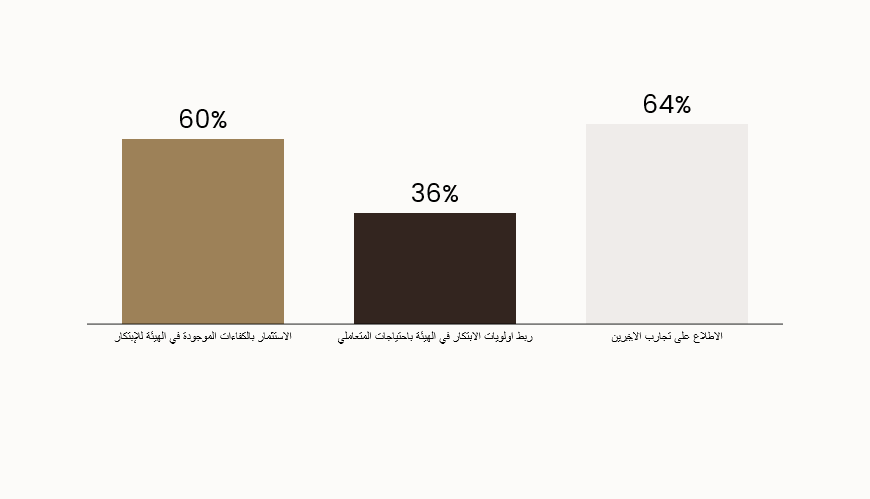 60%
36%
64%
الاستثمار بالكفاءات الموجودة في الهيئة للإبتكار
ربط اولويات الابتكار في الهيئة باحتياجات المتعاملي
الاطلاع على تجارب الاخرين